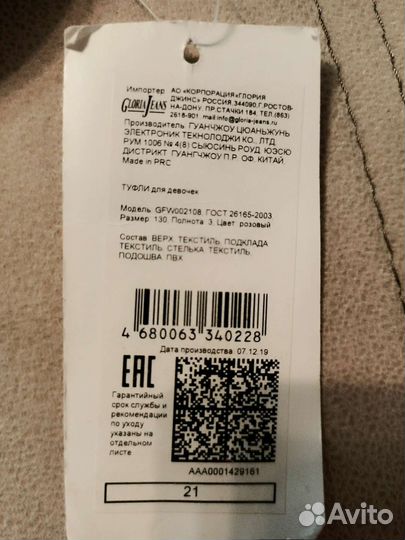 Импортер АО «КОРПОРАЦИЯ«ГЛОРИЯ
ДЖИНС» РОССИЯ 344090,Г.РОСТОВ-
НА-ДОНУ, ПР.СТАЧКИ 184, ТЕЛ.(863)
2618-901 mail:info@gloria-jeans.ru
GLORIA JEANS
Производитель ГУАНЧЖОУ ЦЮАНЬЖУНЬ
ЭЛЕКТРОНИК ТЕКНОЛОДЖИ КО., ЛТД.
РУМ 1006 № 4(8) СЫЮСИНЬ РОУД, ЮЭСЮ
ДИСТРИКТ ГУАНГЧЖОУ П.Р. ОФ. КИТАЙ
Made in PRC
ТУФЛИ для девочек
Модель: GFW002108, ГОСТ 26165-2003
Размер: 130, Полнота 3, Цвет: розовый
Состав: ВЕРХ: ТЕКСТИЛЬ, ПОДКЛАДА
ТЕКСТИЛЬ, СТЕЛЬКА: ТЕКСТИЛЬ,
ПОДОШВА: ПВХ
4 680063 340228
Дата производства: 07.12.19
EAC
Гарантийный
срок службы и
рекомендации
по уходу
указаны на
отдельном
листе
AAA0001429161
21
Avito